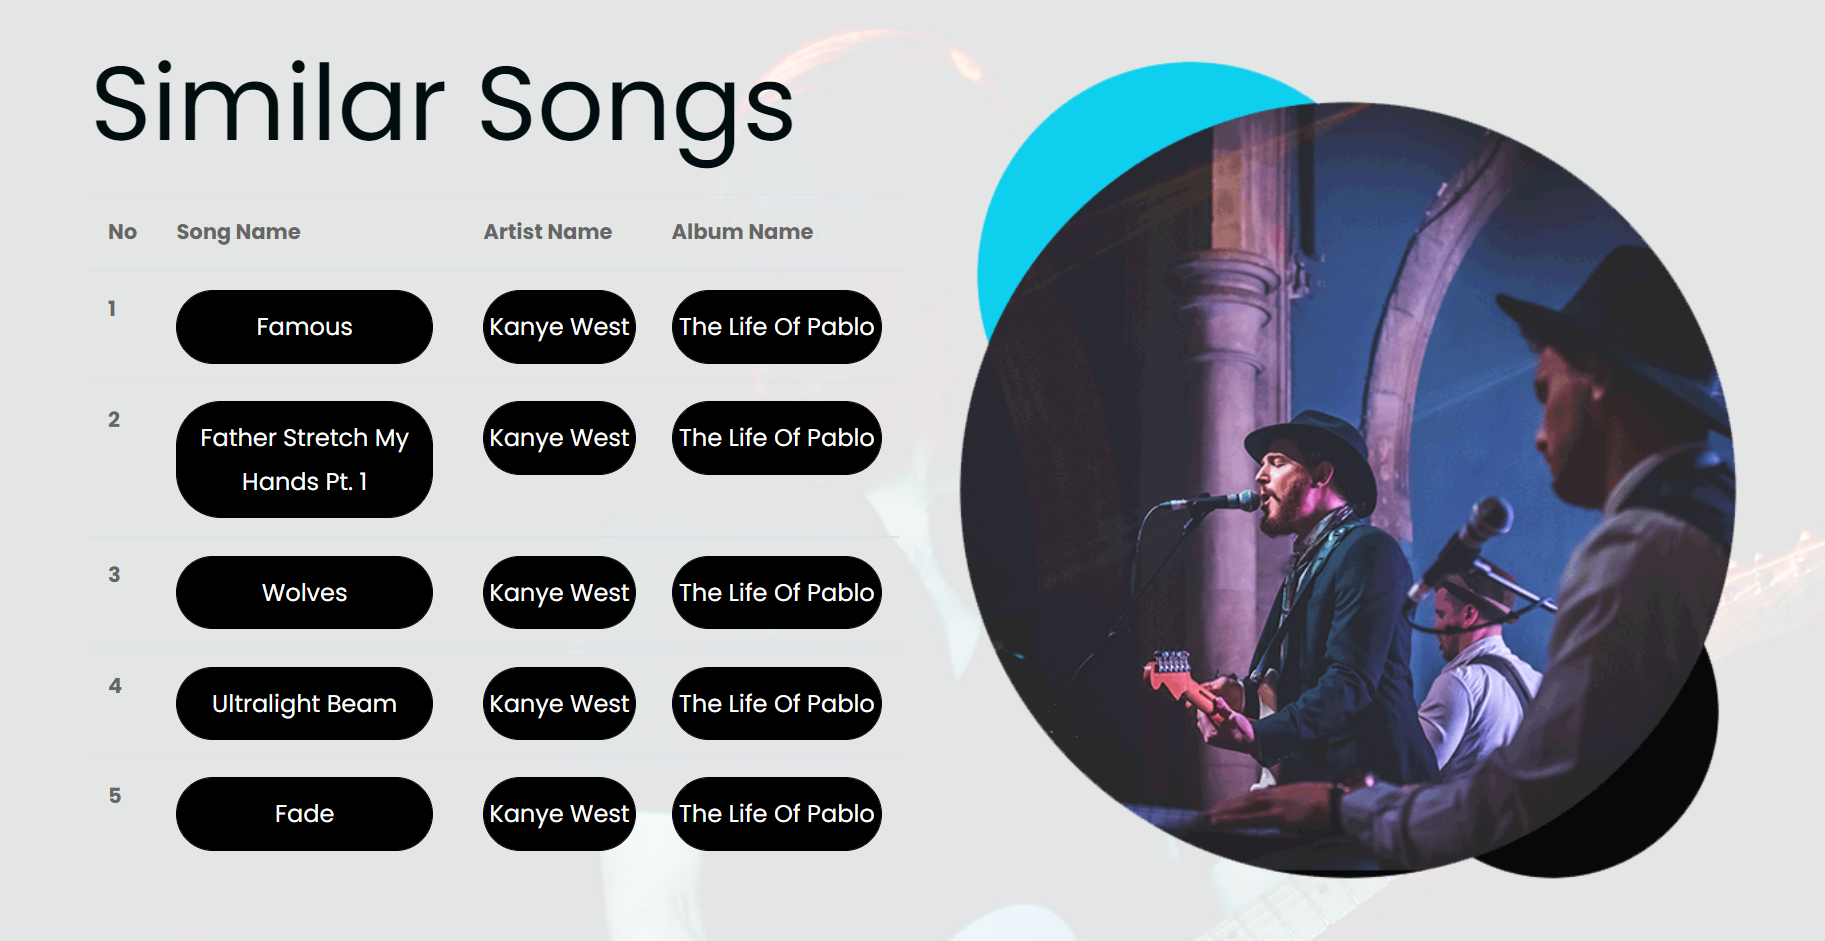 Similar Songs
No Song Name Artist Name Album Name
1 Famous Kanye West The Life Of Pablo
2 Father Stretch My Kanye West The Life Of Pablo
Hands Pt. 1
3 Wolves Kanye West The Life Of Pablo
4 Ultralight Beam Kanye West The Life Of Pablo
5 Fade Kanye West The Life Of Pablo